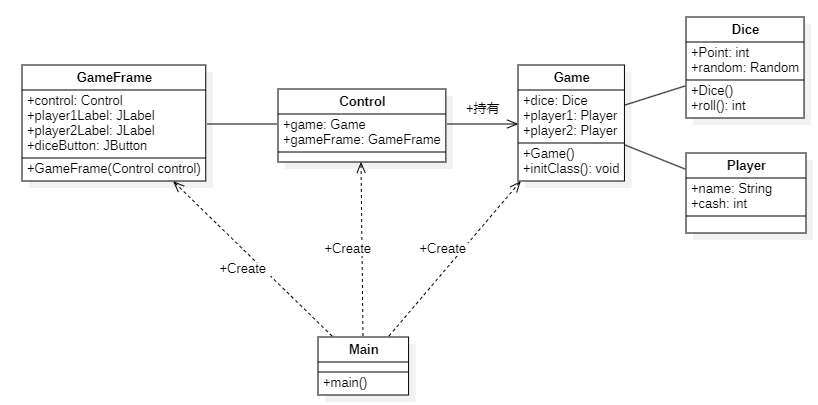 GameFrame
+control: Control
+player1Label: JLabel
+player2Label: JLabel
+diceButton: JButton
+GameFrame(Control control)
Control
+game: Game
+gameFrame: GameFrame
+持有
Game
+dice: Dice
+player1: Player
+player2: Player
+Game()
+initClass(): void
Dice
+Point: int
+random: Random
+Dice()
+roll(): int
Player
+name: String
+cash: int
+Create
+Create
+Create
Main
+main()